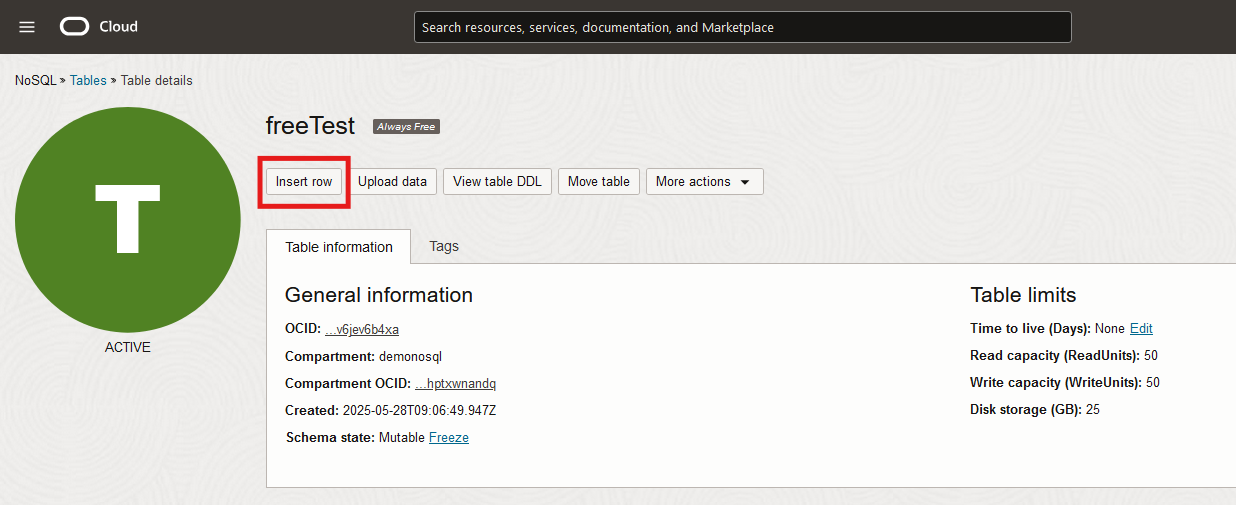 Cloud
Search resources, services, documentation, and Marketplace
NoSQL » Tables » Table details
T
ACTIVE
freeTest Always Free
Insert row Upload data View table DDL Move table More actions
Table information Tags
General information
OCID: ...v6jev6b4xa
Compartment: demonosql
Compartment OCID: ...hptxwnandq
Created: 2025-05-28T09:06:49.947Z
Schema state: Mutable Freeze
Table limits
Time to live (Days): None Edit
Read capacity (ReadUnits): 50
Write capacity (WriteUnits): 50
Disk storage (GB): 25